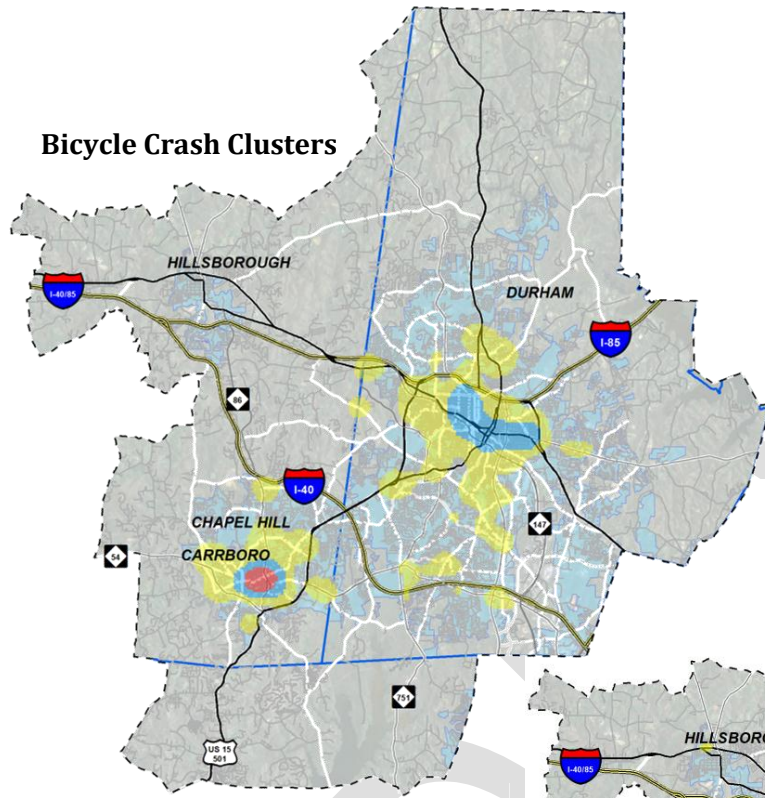 Bicycle Crash Clusters
HILLSBOROUGH
I-40/85
DURHAM
I-85
86
I-40
CHAPEL HILL
147
54
CARRBORO
751
US 15
501
HILLSBORO
I-40/85